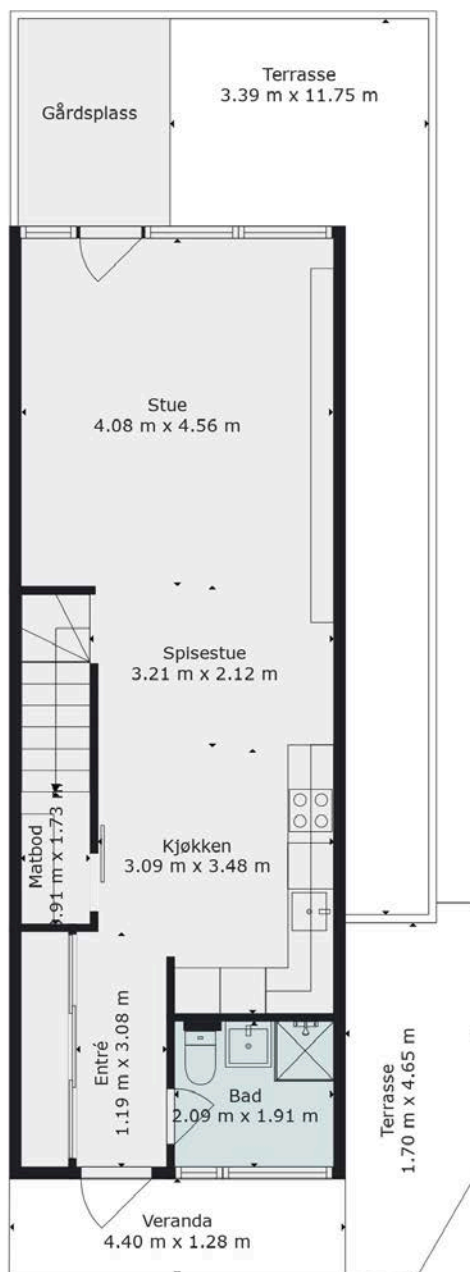 Terrasse
3.39 m x 11.75 m
Gårdsplass
Stue
4.08 m x 4.56 m
Spisestue
3.21 m x 2.12 m
Kjøkken
3.09 m x 3.48 m
Matbod
x 1.73 m
Entré
1.19 m x 3.08 m
Bad
2.09 m x 1.91 m
Terrasse
1.70 m x 4.65 m
Veranda
4.40 m x 1.28 m